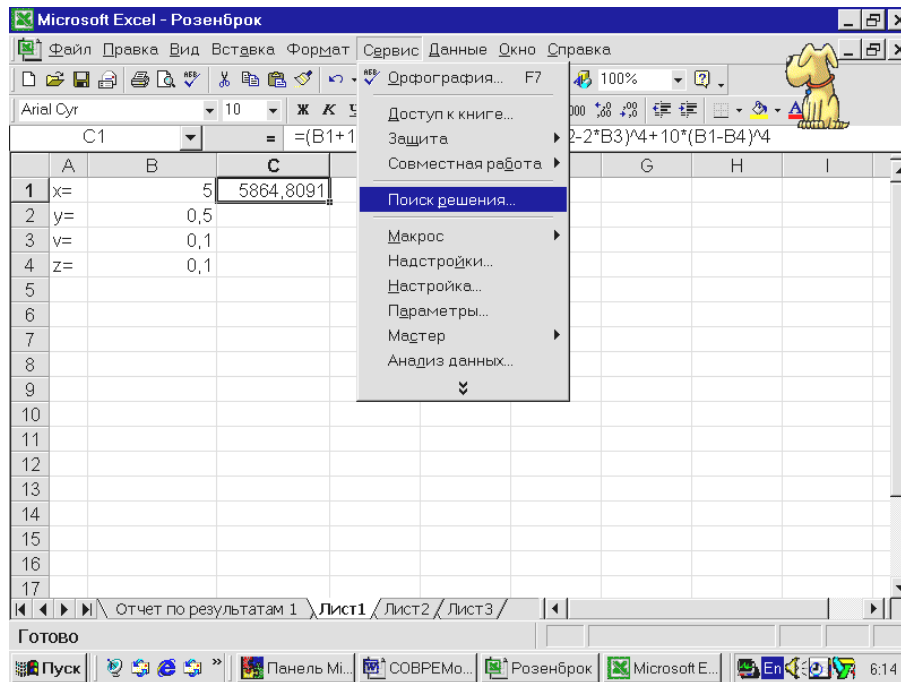 Microsoft Excel - Розенброк
Файл Правка Вид Вставка Формат Сервис Данные Окно Справка
100%
Arial Cyr 10 Ж К
C1 = =(B1+1 2-2*B3)^4+10*(B1-B4)^4
Орфография... F7
Доступ к книге...
Защита
Совместная работа
Поиск решения...
Макрос
Надстройки...
Настройка...
Параметры...
Мастер
Анализ данных...
A B C G H I
1 x= 5 5864,8091
2 y= 0,5
3 v= 0,1
4 z= 0,1
5
6
7
8
9
10
11
12
13
14
15
16
17
Отчет по результатам 1 Лист1 Лист2 Лист3
Готово
Пуск » Панель Mi... СОВРЕМо... Розенброк Microsoft E... En 6:14